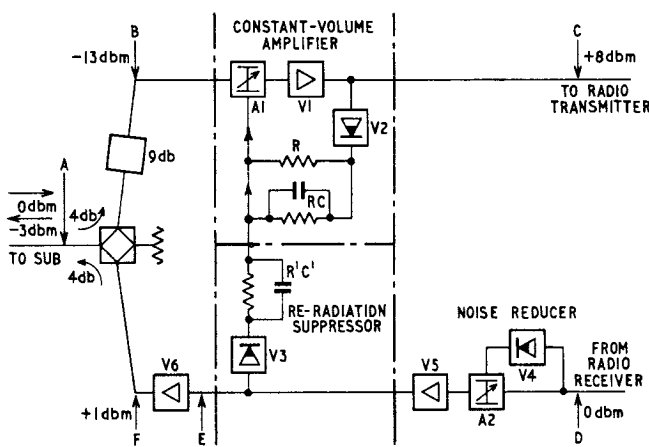 CONSTANT-VOLUME
AMPLIFIER
B
-13dbm
C
+8dbm
A1
V1
TO RADIO
TRANSMITTER
V2
9db
R
A
RC
0dbm
4db
-3dbm
TO SUB
4db
R'C'
RE-RADIATION
SUPPRESSOR
NOISE REDUCER
V3
V6
V5
V4
FROM
RADIO
RECEIVER
A2
+1dbm
0dbm
F
E
D